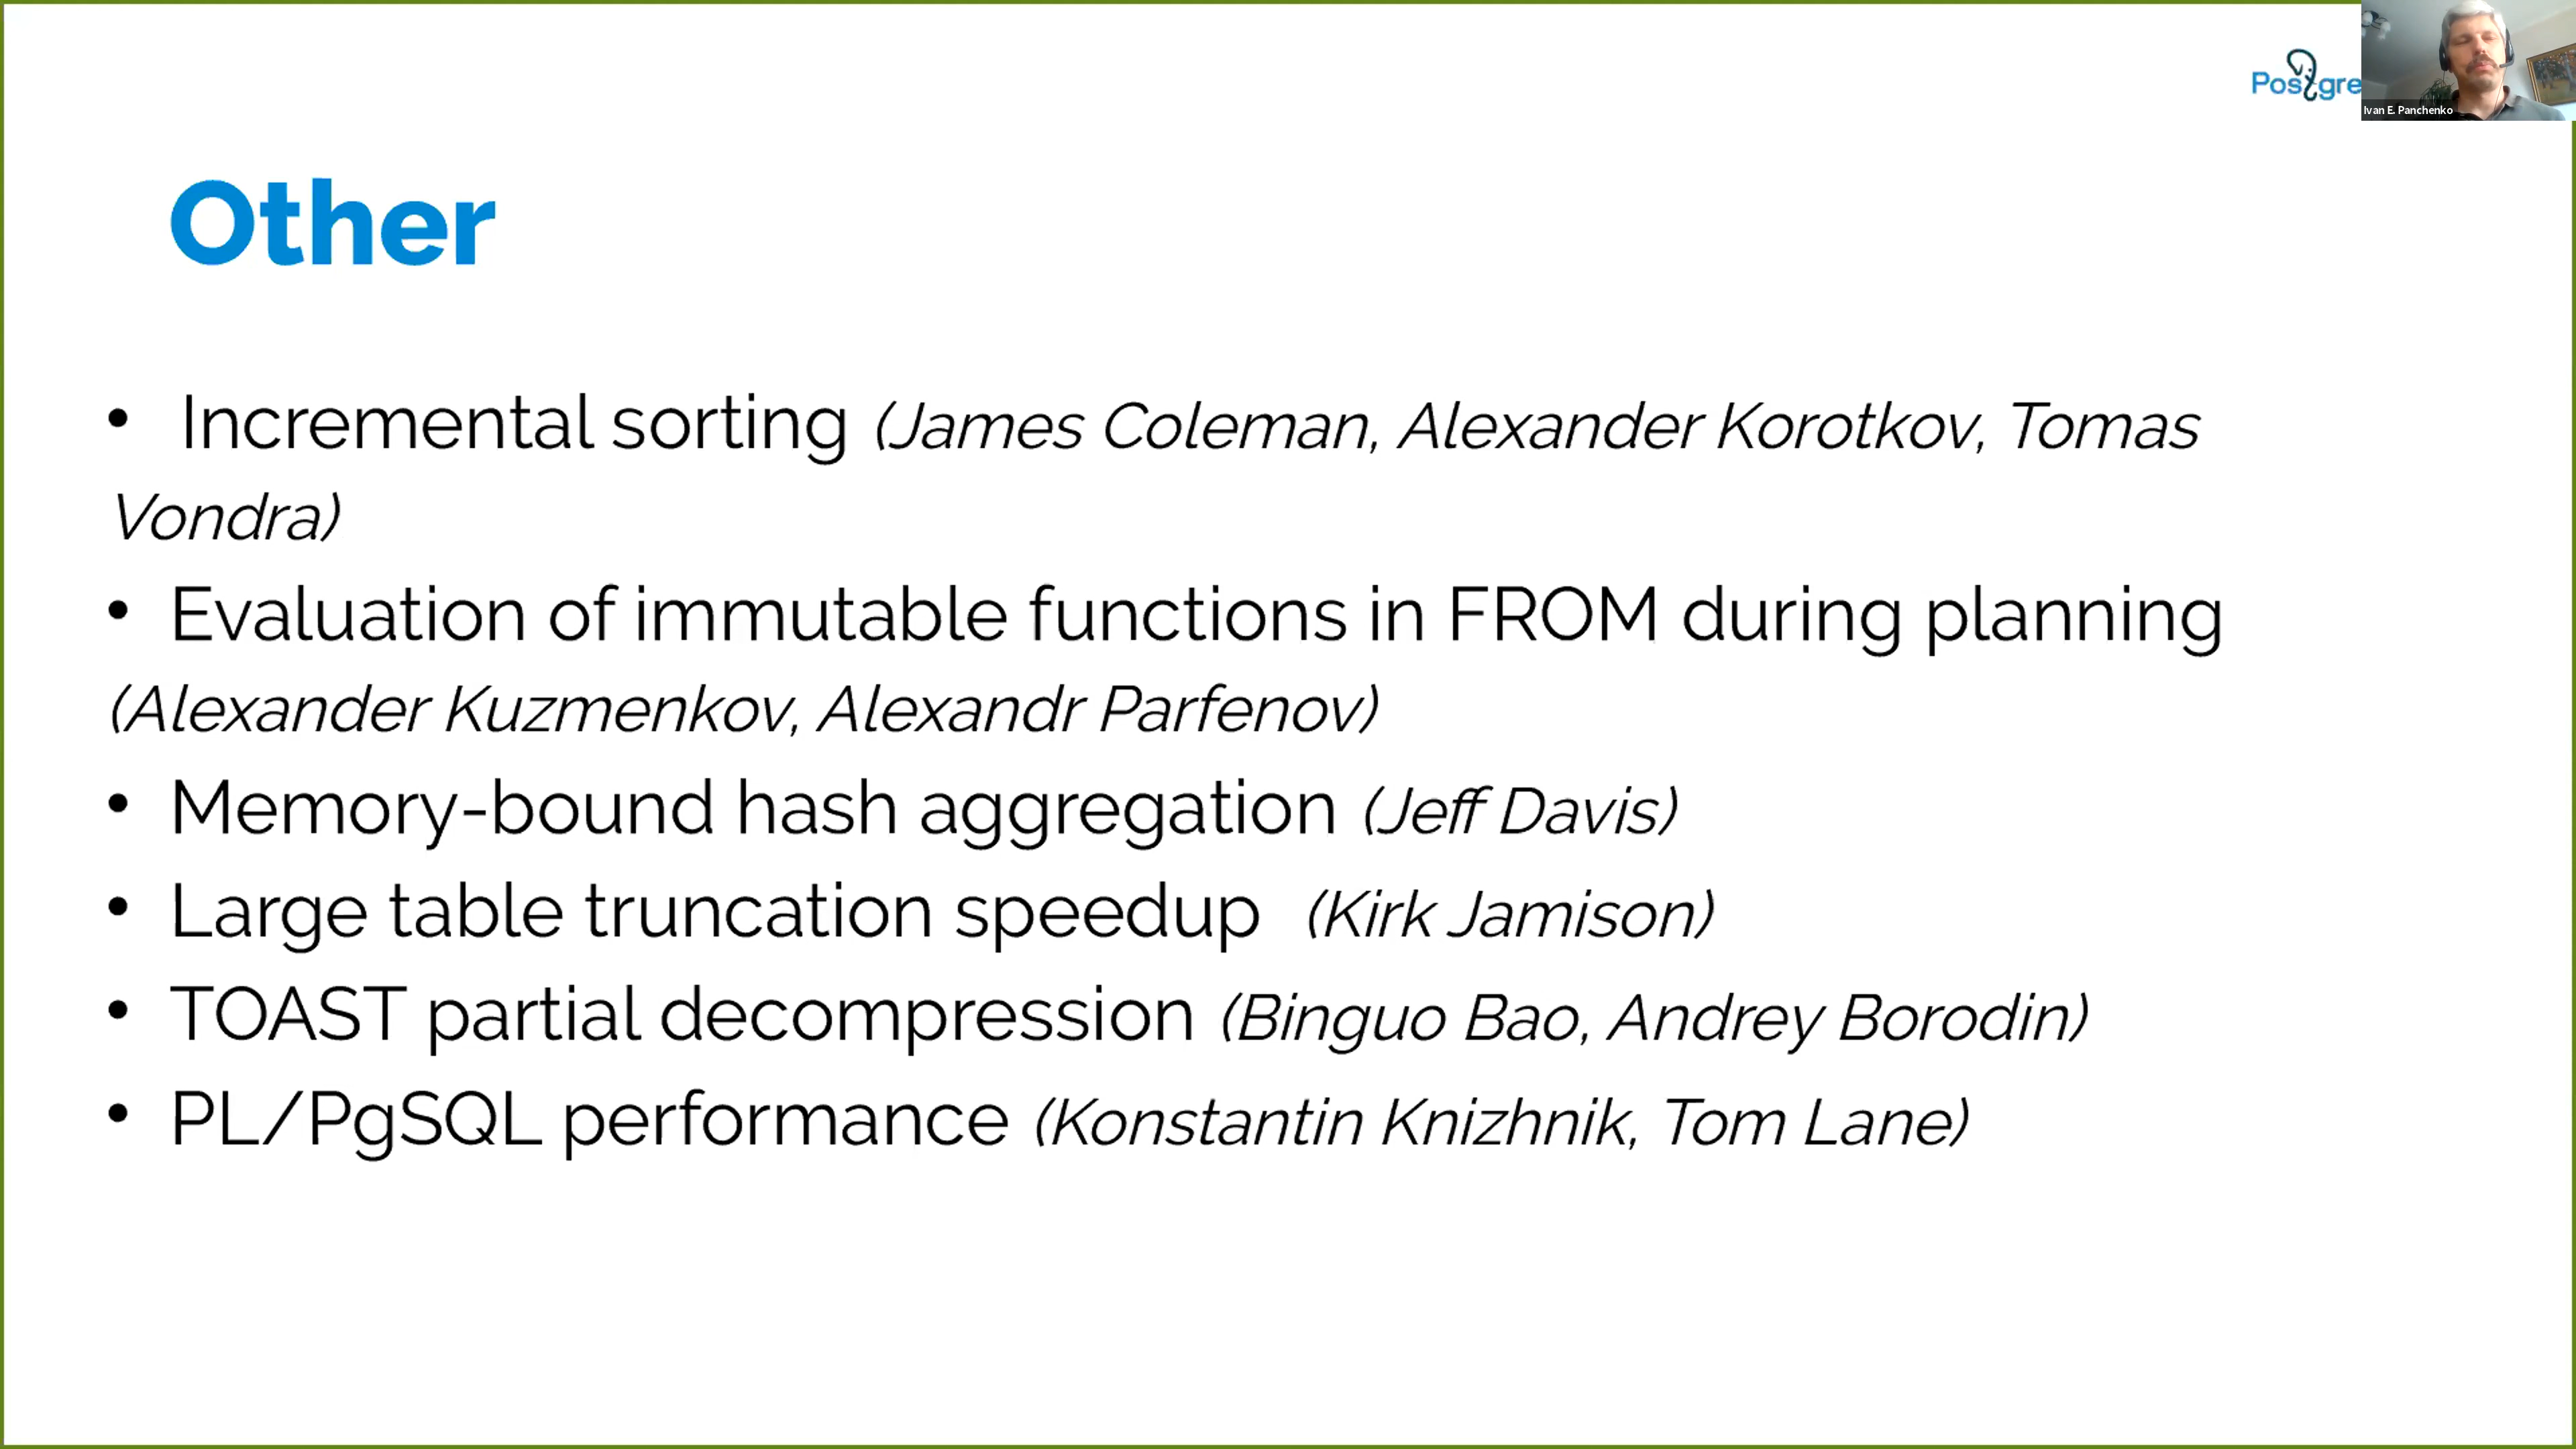 Postgre
Ivan E. Panchenko
Other
• Incremental sorting (James Coleman, Alexander Korotkov, Tomas
Vondra)
• Evaluation of immutable functions in FROM during planning
(Alexander Kuzmenkov, Alexandr Parfenov)
• Memory-bound hash aggregation (Jeff Davis)
• Large table truncation speedup (Kirk Jamison)
• TOAST partial decompression (Binguo Bao, Andrey Borodin)
• PL/PgSQL performance (Konstantin Knizhnik, Tom Lane)